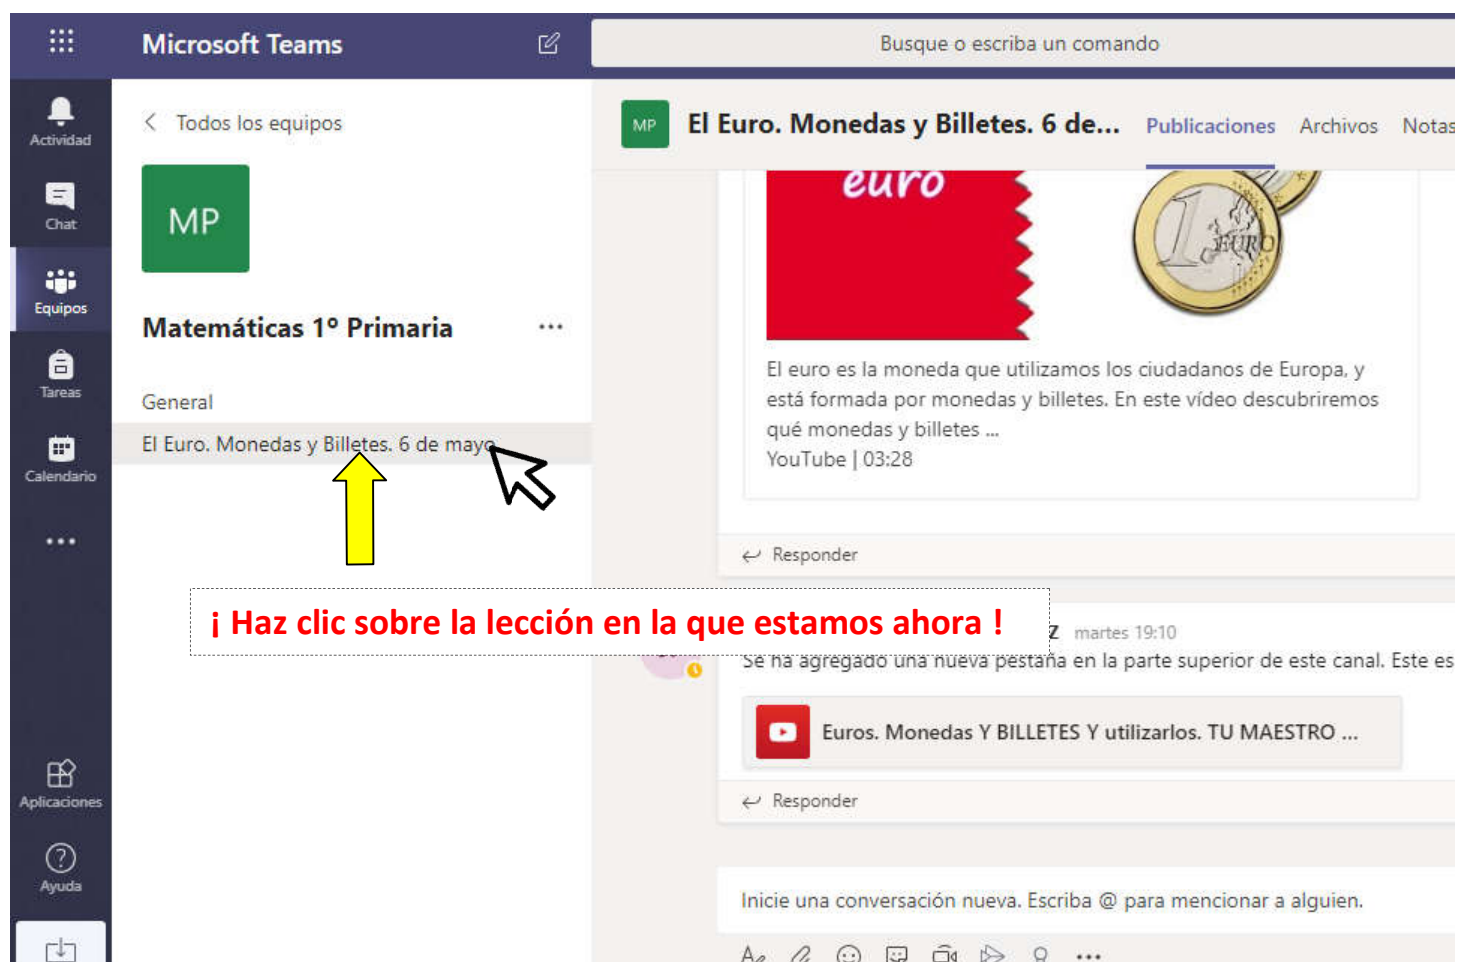 Microsoft Teams
Busque o escriba un comando
Actividad
Chat
Equipos
Tareas
Calendario
Aplicaciones
Ayuda
Todos los equipos
MP
Matemáticas 1º Primaria
General
El Euro. Monedas y Billetes. 6 de mayo
MP El Euro. Monedas y Billetes. 6 de... Publicaciones Archivos Notas
euro
1 EURO
El euro es la moneda que utilizamos los ciudadanos de Europa, y
está formada por monedas y billetes. En este vídeo descubriremos
qué monedas y billetes ...
YouTube | 03:28
Responder
¡ Haz clic sobre la lección en la que estamos ahora !
Z martes 19:10
Se ha agregado una nueva pestaña en la parte superior de este canal. Este es
Euros. Monedas Y BILLETES Y utilizarlos. TU MAESTRO ...
Responder
Inicie una conversación nueva. Escriba @ para mencionar a alguien.